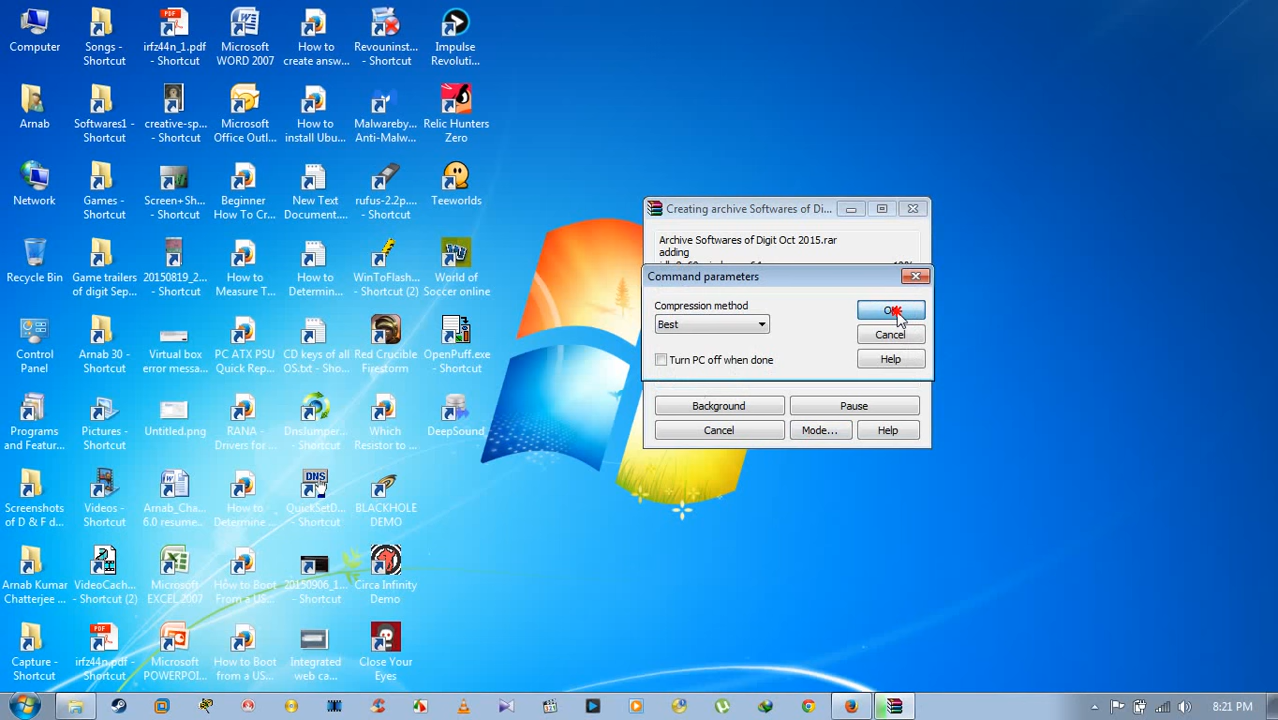 Computer
Songs -
Shortcut
irfz44n_1.pdf
- Shortcut
Microsoft
WORD 2007
How to
create answ...
Revouninst...
- Shortcut
Impulse
Revoluti...
Arnab
Softwares1 -
Shortcut
creative-sp...
- Shortcut
Microsoft
Office Outl...
How to
install Ubu...
Malwareby...
Anti-Malw...
Relic Hunters
Zero
Network
Games -
Shortcut
Screen+Sh...
- Shortcut
Beginner
How To Cr...
New Text
Document...
rufus-2.2p...
- Shortcut
Teeworlds
Recycle Bin
Game trailers
of digit Sep...
20150819_2...
- Shortcut
How to
Measure T...
How to
Determin...
WinToFlash...
- Shortcut (2)
World of
Soccer online
Control
Panel
Arnab 30 -
Shortcut
Virtual box
error messa...
PC ATX PSU
Quick Rep...
CD keys of all
OS.txt - Sho...
Red Crucible
Firestorm
OpenPuff.exe
- Shortcut
Programs
and Featur...
Pictures -
Shortcut
Untitled.png
RANA -
Drivers for ...
Dnsjumper...
- Shortcut
Which
Resistor to ...
DeepSound
Screenshots
of D & F d...
Videos -
Shortcut
Arnab_Cha...
6.0 resume...
How to
Determine ...
DNS
QuickSetD...
- Shortcut
BLACKHOLE
DEMO
Arnab Kumar
Chatterjee ...
VideoCach...
- Shortcut (2)
Microsoft
EXCEL 2007
How to Boot
From a US...
20150906_1...
- Shortcut
Circa Infinity
Demo
Capture -
Shortcut
irfz44n.pdf -
Shortcut
Microsoft
POWERPOI...
How to Boot
from a US...
Integrated
web ca...
Close Your
Eyes
Creating archive Softwares of Di...
Archive Softwares of Digit Oct 2015.rar
adding
Command parameters
Compression method
Best
OK
Cancel
Turn PC off when done
Help
Background
Pause
Cancel
Mode...
Help
8:21 PM